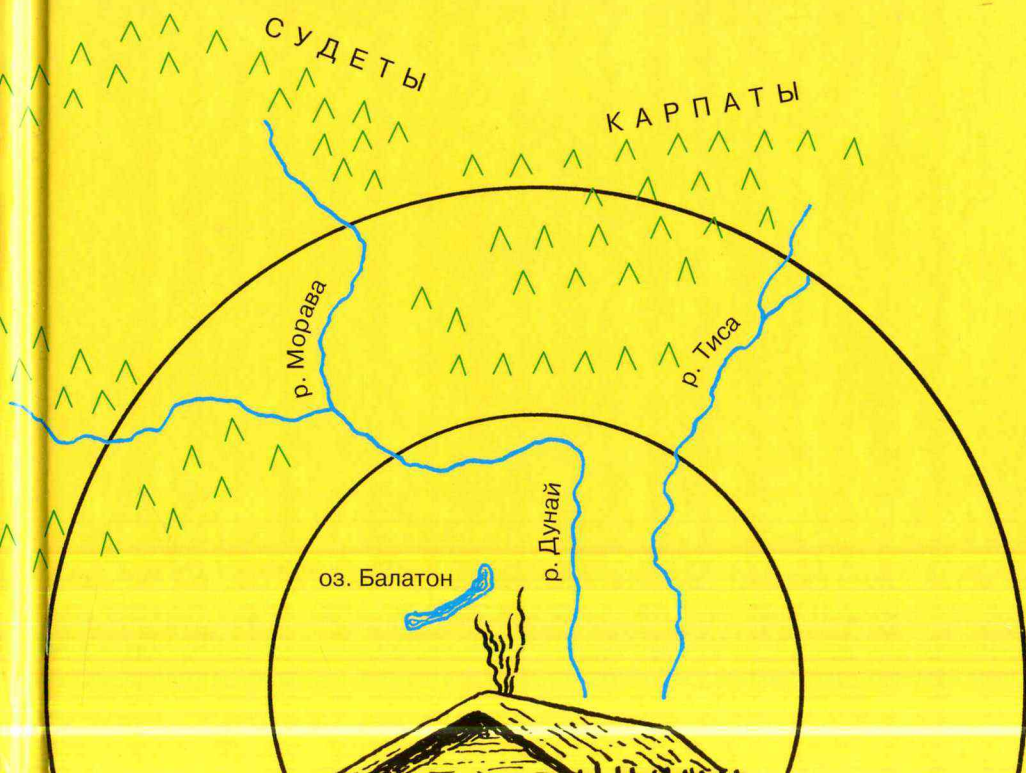 СУДЕТЫ
КАРПАТЫ
р. Морава
р. Тиса
р. Дунай
оз. Балатон